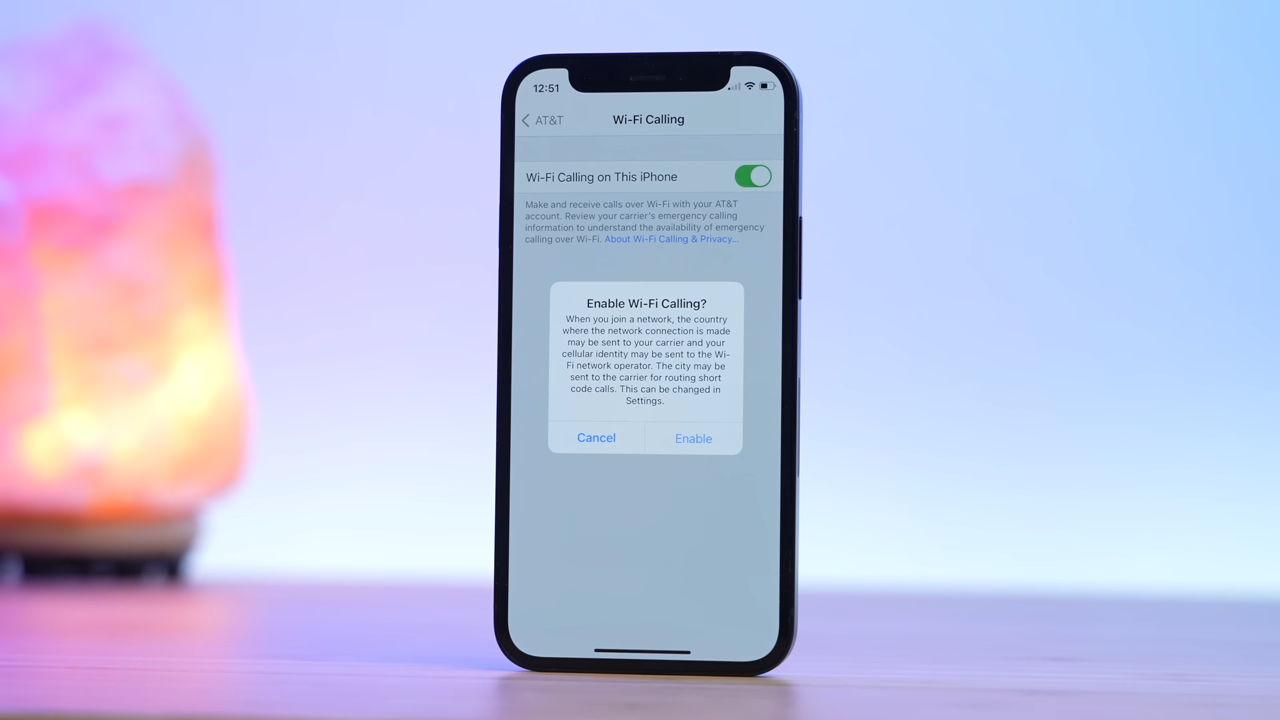 12:51
AT&T
Wi-Fi Calling
Wi-Fi Calling on This iPhone
Make and receive calls over Wi-Fi with your AT&T
account. Review your carrier's emergency calling
information to understand the availability of emergency
calling over Wi-Fi. About Wi-Fi Calling & Privacy...
Enable Wi-Fi Calling?
When you join a network, the country
where the network connection is made
may be sent to your carrier and your
cellular identity may be sent to the Wi-
Fi network operator. The city may be
sent to the carrier for routing short
code calls. This can be changed in
Settings.
Cancel
Enable